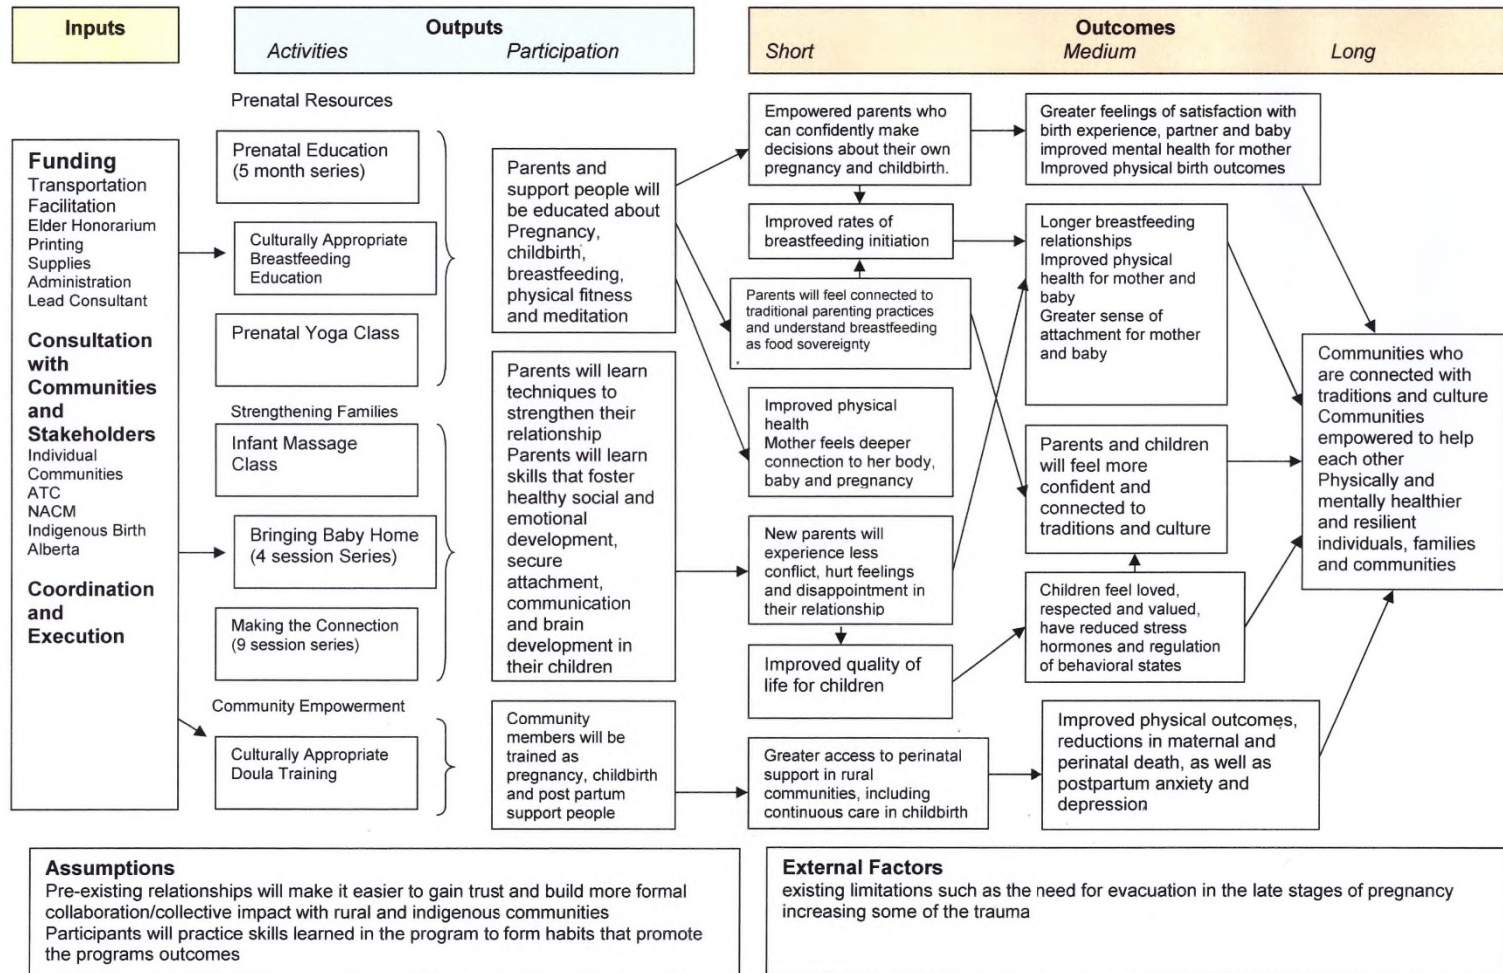 Inputs
Outputs
Activities
Participation
Outcomes
Short
Medium
Long
Funding
Transportation
Facilitation
Elder Honorarium
Printing
Supplies
Administration
Lead Consultant
Consultation
with
Communities
and
Stakeholders
Individual
Communities
ATC
NACM
Indigenous Birth
Alberta
Coordination
and
Execution
Prenatal Resources
Prenatal Education
(5 month series)
Culturally Appropriate
Breastfeeding
Education
Prenatal Yoga Class
Strengthening Families
Infant Massage
Class
Bringing Baby Home
(4 session Series)
Making the Connection
(9 session series)
Community Empowerment
Culturally Appropriate
Doula Training
Parents and
support people will
be educated about
Pregnancy,
childbirth,
breastfeeding,
physical fitness
and meditation
Parents will learn
techniques to
strengthen their
relationship
Parents will learn
skills that foster
healthy social and
emotional
development,
secure
attachment,
communication
and brain
development in
their children
Community
members will be
trained as
pregnancy, childbirth
and post partum
support people
Empowered parents who
can confidently make
decisions about their own
pregnancy and childbirth.
Improved rates of
breastfeeding initiation
Parents will feel connected to
traditional parenting practices
and understand breastfeeding
as food sovereignty
Improved physical
health
Mother feels deeper
connection to her body,
baby and pregnancy
New parents will
experience less
conflict, hurt feelings
and disappointment in
their relationship
Improved quality of
life for children
Greater access to perinatal
support in rural
communities, including
continuous care in childbirth
Greater feelings of satisfaction with
birth experience, partner and baby
improved mental health for mother
Improved physical birth outcomes
Longer breastfeeding
relationships
Improved physical
health for mother and
baby
Greater sense of
attachment for mother
and baby
Parents and children
will feel more
confident and
connected to
traditions and culture
Children feel loved,
respected and valued,
have reduced stress
hormones and regulation
of behavioral states
Improved physical outcomes,
reductions in maternal and
perinatal death, as well as
postpartum anxiety and
depression
Communities who
are connected with
traditions and culture
Communities
empowered to help
each other
Physically and
mentally healthier
and resilient
individuals, families
and communities
Assumptions
Pre-existing relationships will make it easier to gain trust and build more formal
collaboration/collective impact with rural and indigenous communities
Participants will practice skills learned in the program to form habits that promote
the programs outcomes
External Factors
existing limitations such as the need for evacuation in the late stages of pregnancy
increasing some of the trauma